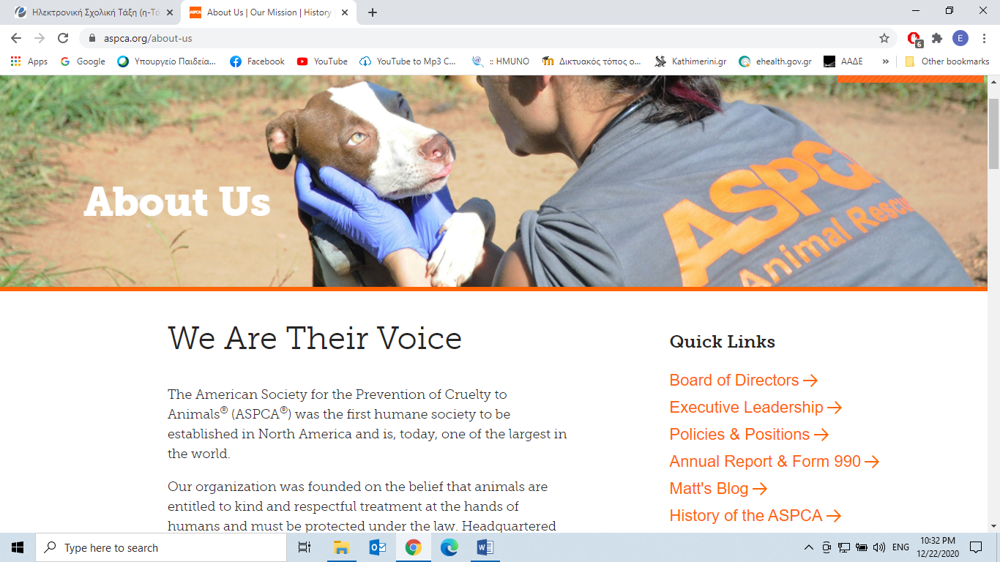 Ηλεκτρονική Σχολική Τάξη (η-Τά
About Us | Our Mission | History
aspca.org/about-us
6
E
Apps
Google
Υπουργείο Παιδεία...
Facebook
YouTube
YouTube to Mp3 C...
:: HMUNO
Δικτυακός τόπος ο...
Kathimerini.gr
ehealth.gov.gr
ΑΑΔΕ
»
Other bookmarks
ASPCA
Animal Rescu
About Us
We Are Their Voice
The American Society for the Prevention of Cruelty to
Animals® (ASPCA®) was the first humane society to be
established in North America and is, today, one of the largest in
the world.
Our organization was founded on the belief that animals are
entitled to kind and respectful treatment at the hands of
humans and must be protected under the law. Headquartered
Quick Links
Board of Directors
Executive Leadership
Policies & Positions
Annual Report & Form 990
Matt's Blog
History of the ASPCA
Type here to search
ENG
10:32 PM
12/22/2020